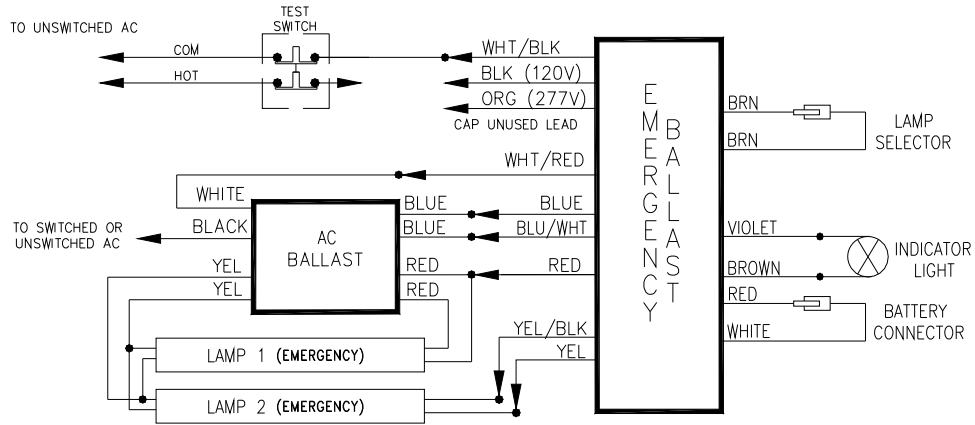 TEST
SWITCH
TO UNSWITCHED AC
COM
HOT
WHT/BLK
BLK (120V)
ORG (277V)
CAP UNUSED LEAD
WHT/RED
EMERGENCY
BALLAST
BRN
BRN
LAMP
SELECTOR
WHITE
BLACK
TO SWITCHED OR
UNSWITCHED AC
AC
BALLAST
BLUE
BLUE
BLUE
BLU/WHT
YEL
YEL
RED
RED
RED
VIOLET
BROWN
INDICATOR
LIGHT
RED
WHITE
BATTERY
CONNECTOR
YEL/BLK
YEL
LAMP 1 (EMERGENCY)
LAMP 2 (EMERGENCY)